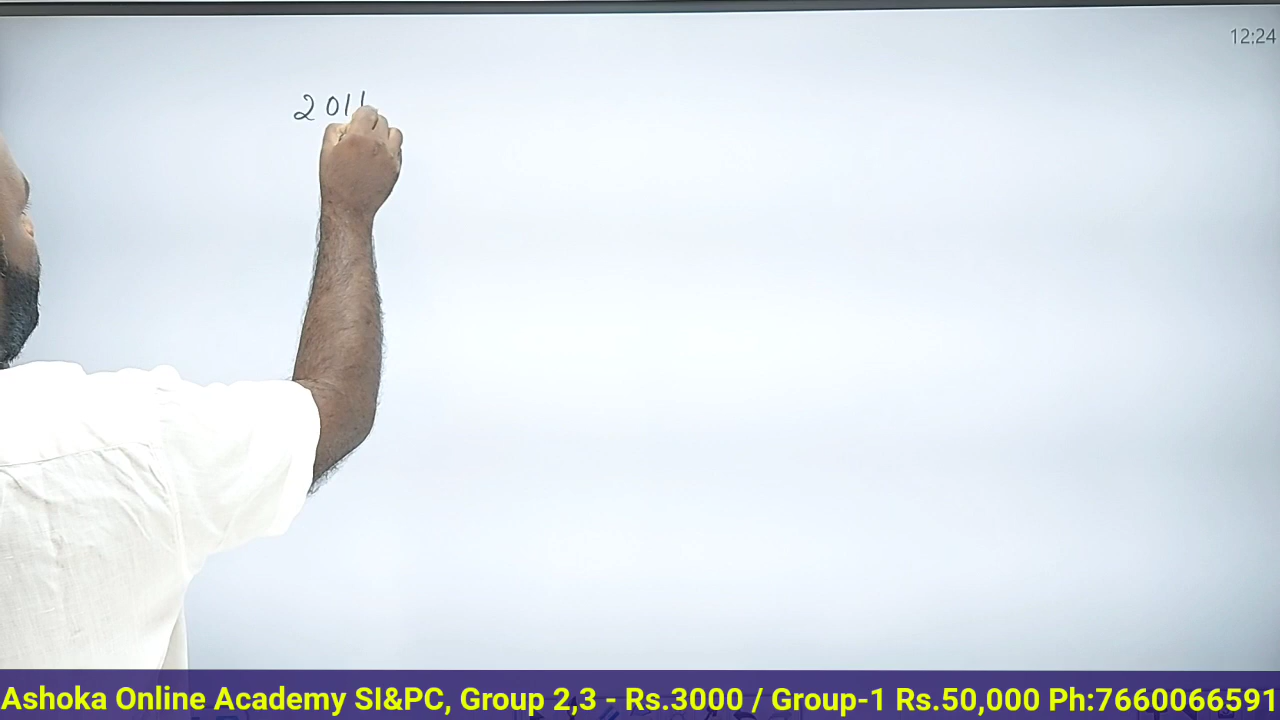 12:24
2011
Ashoka Online Academy SI&PC, Group 2,3 - Rs.3000 / Group-1 Rs.50,000 Ph:7660066591